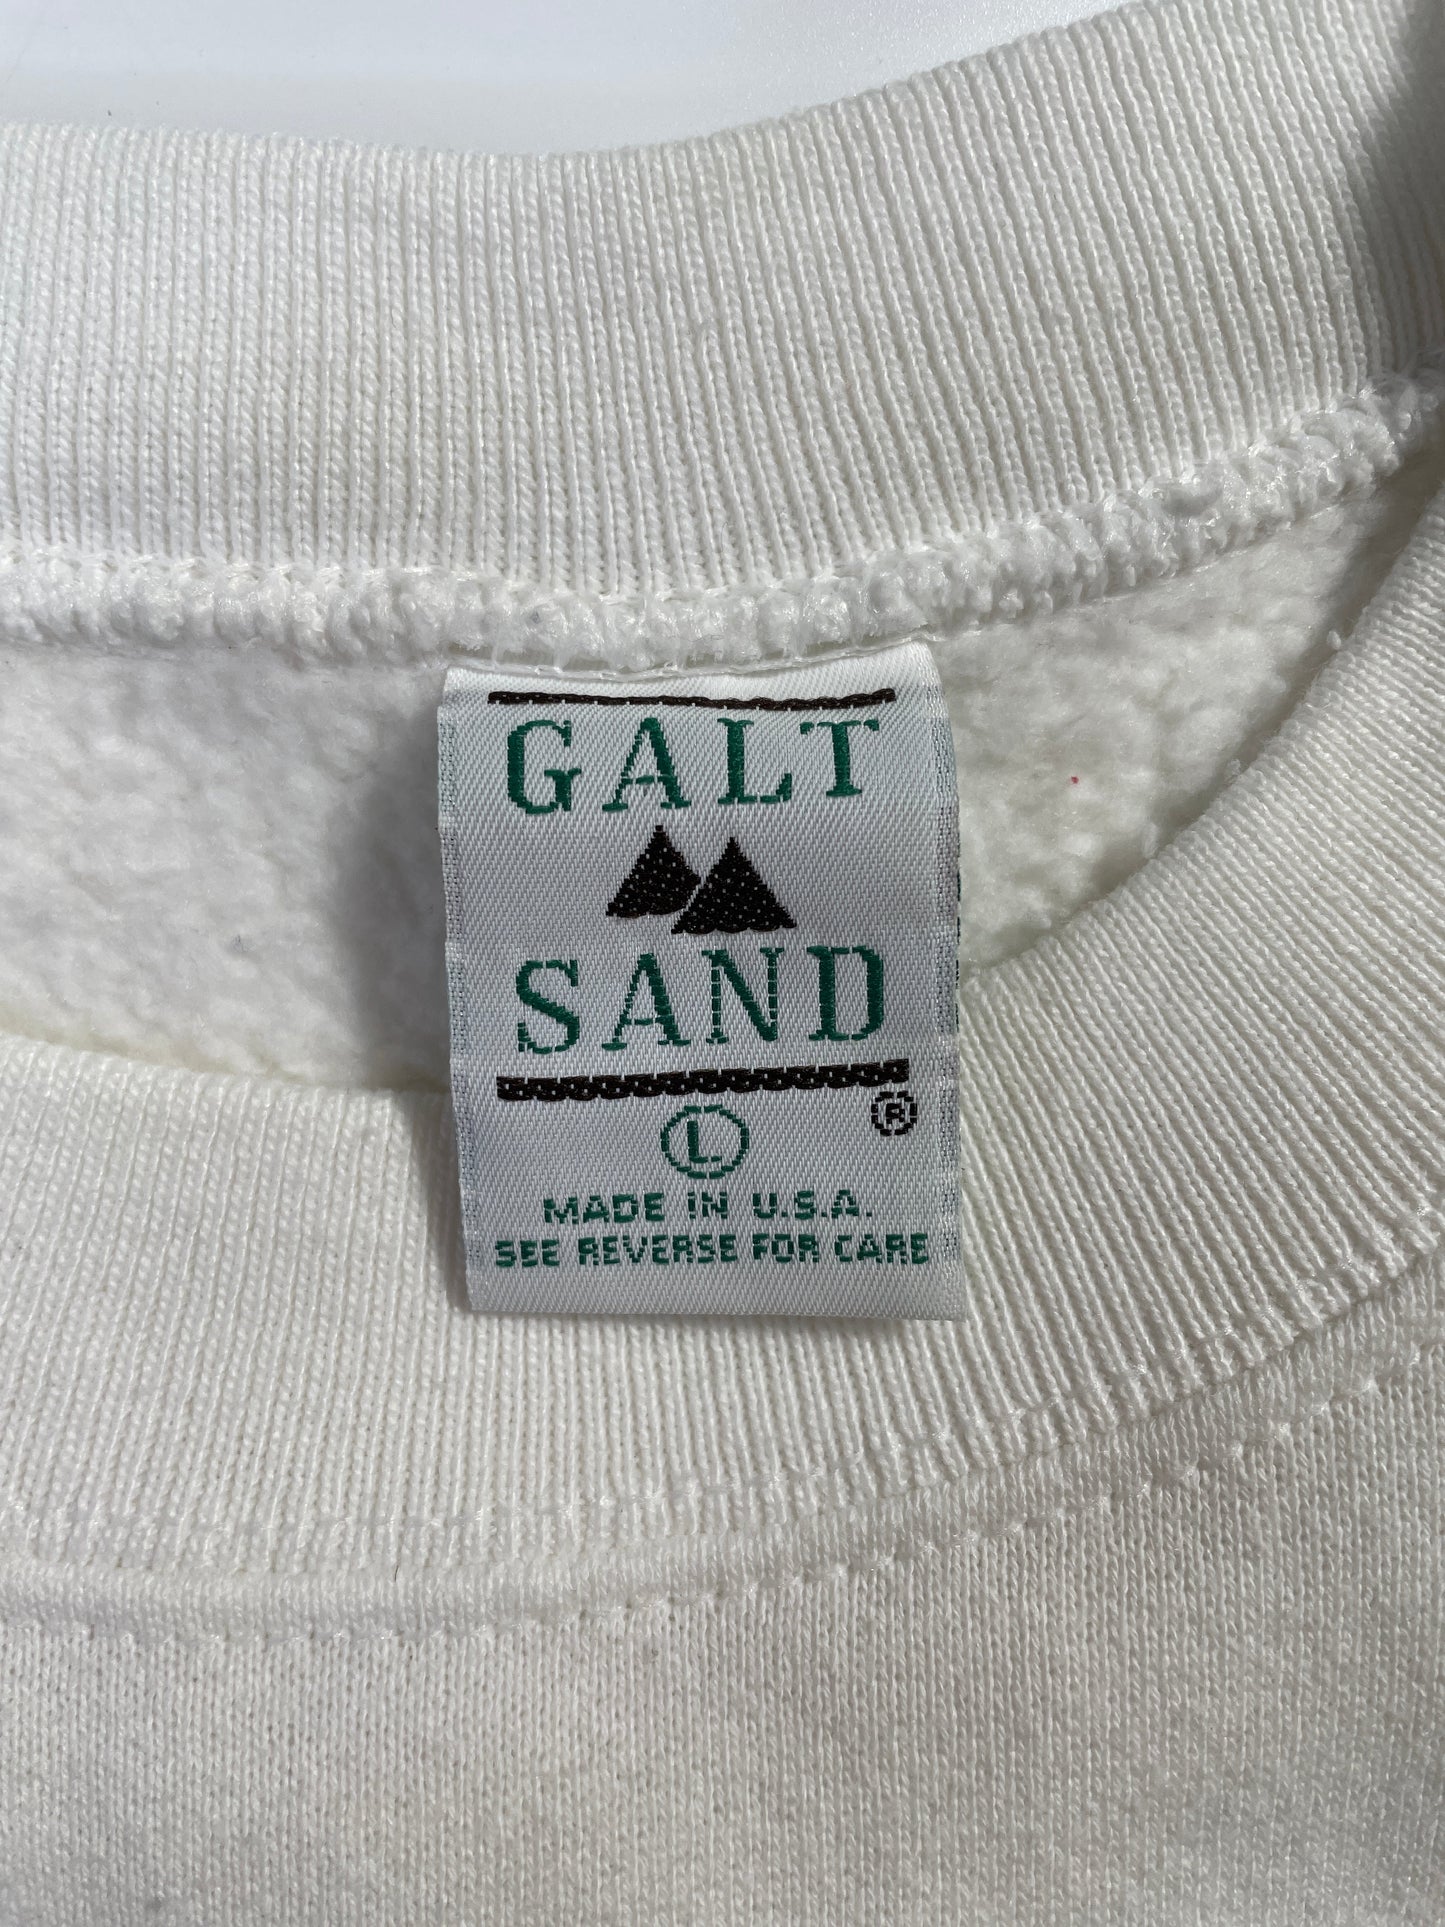 GALT
SAND
®
L
MADE IN U.S.A.
SEE REVERSE FOR CARE